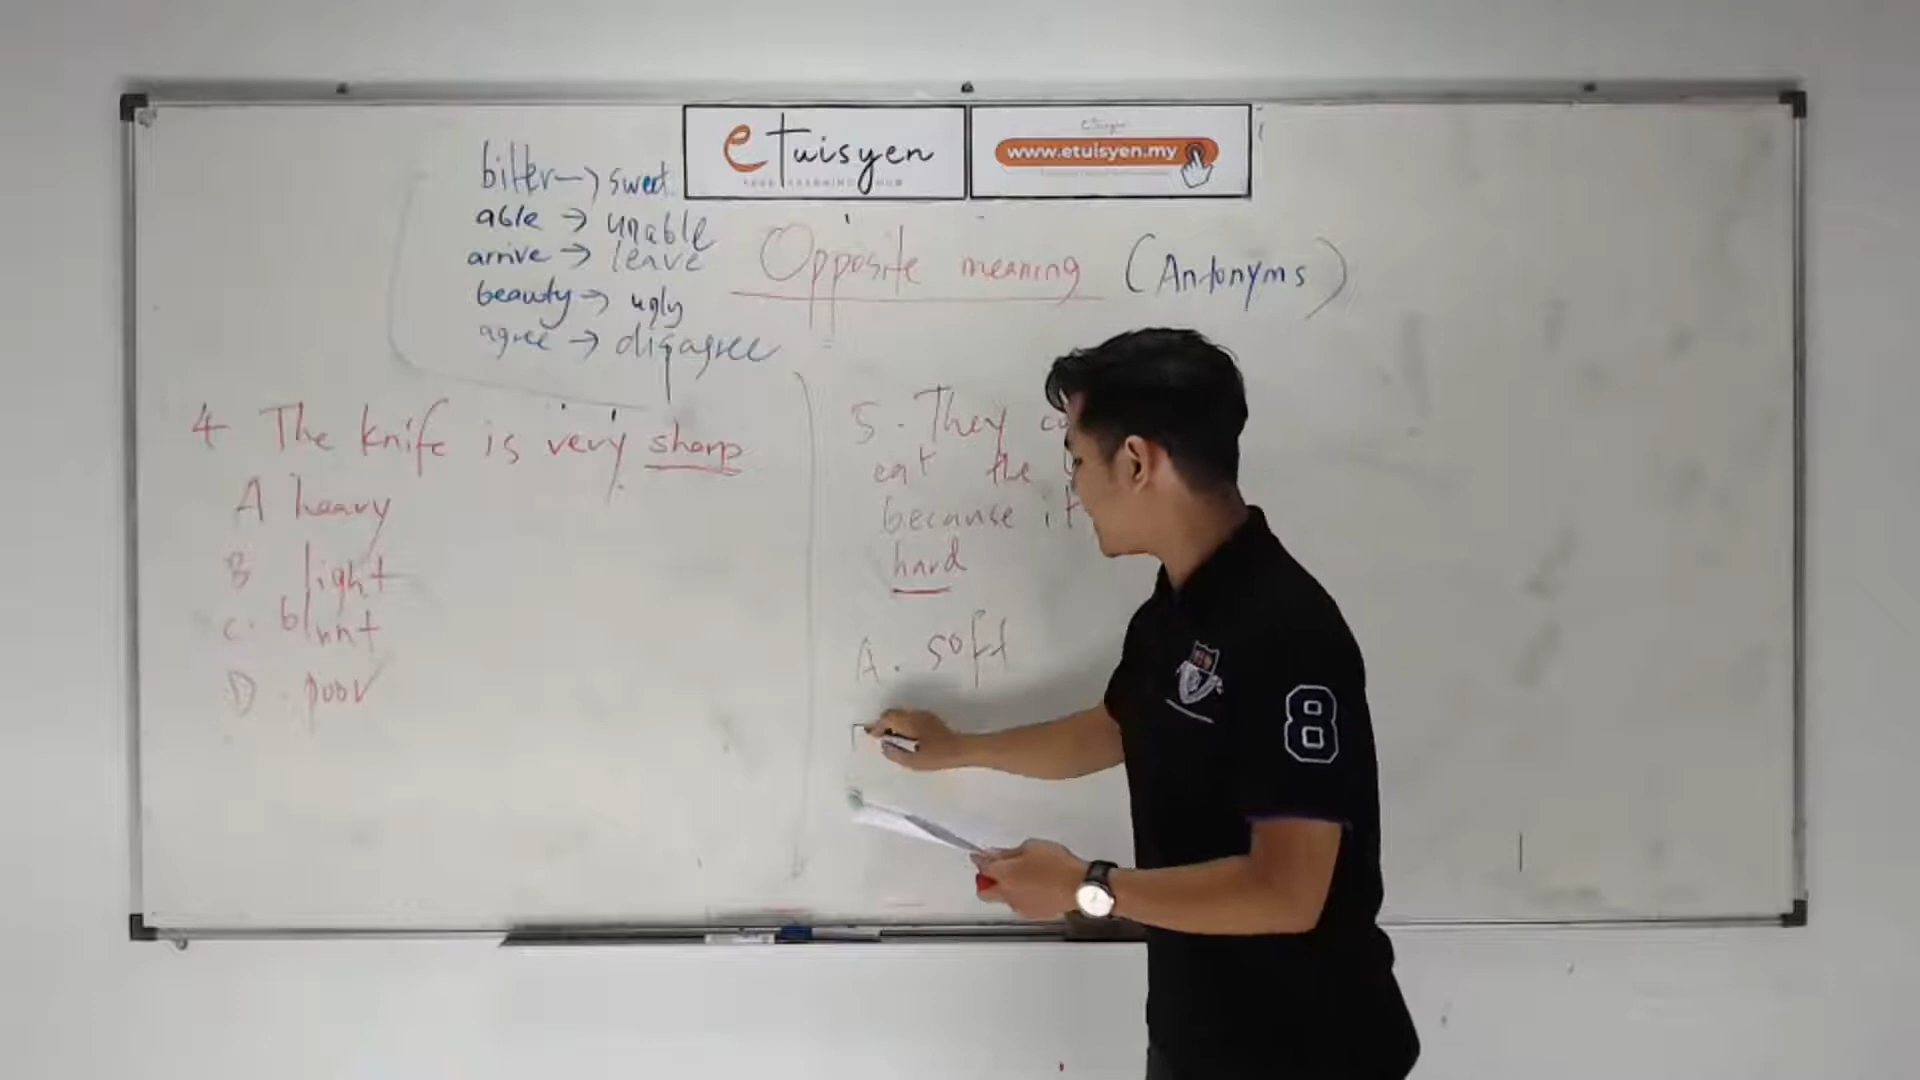 eTuisyen
www.etuisyen.my
bitter → sweet
able → unable
arrive → leave
beauty → ugly
agree → disagree
Opposite meaning (Antonyms)
4 The knife is very sharp
A heavy
B light
C. blunt
D. poor
5. They
eat the
because it
hard
A. soft
8